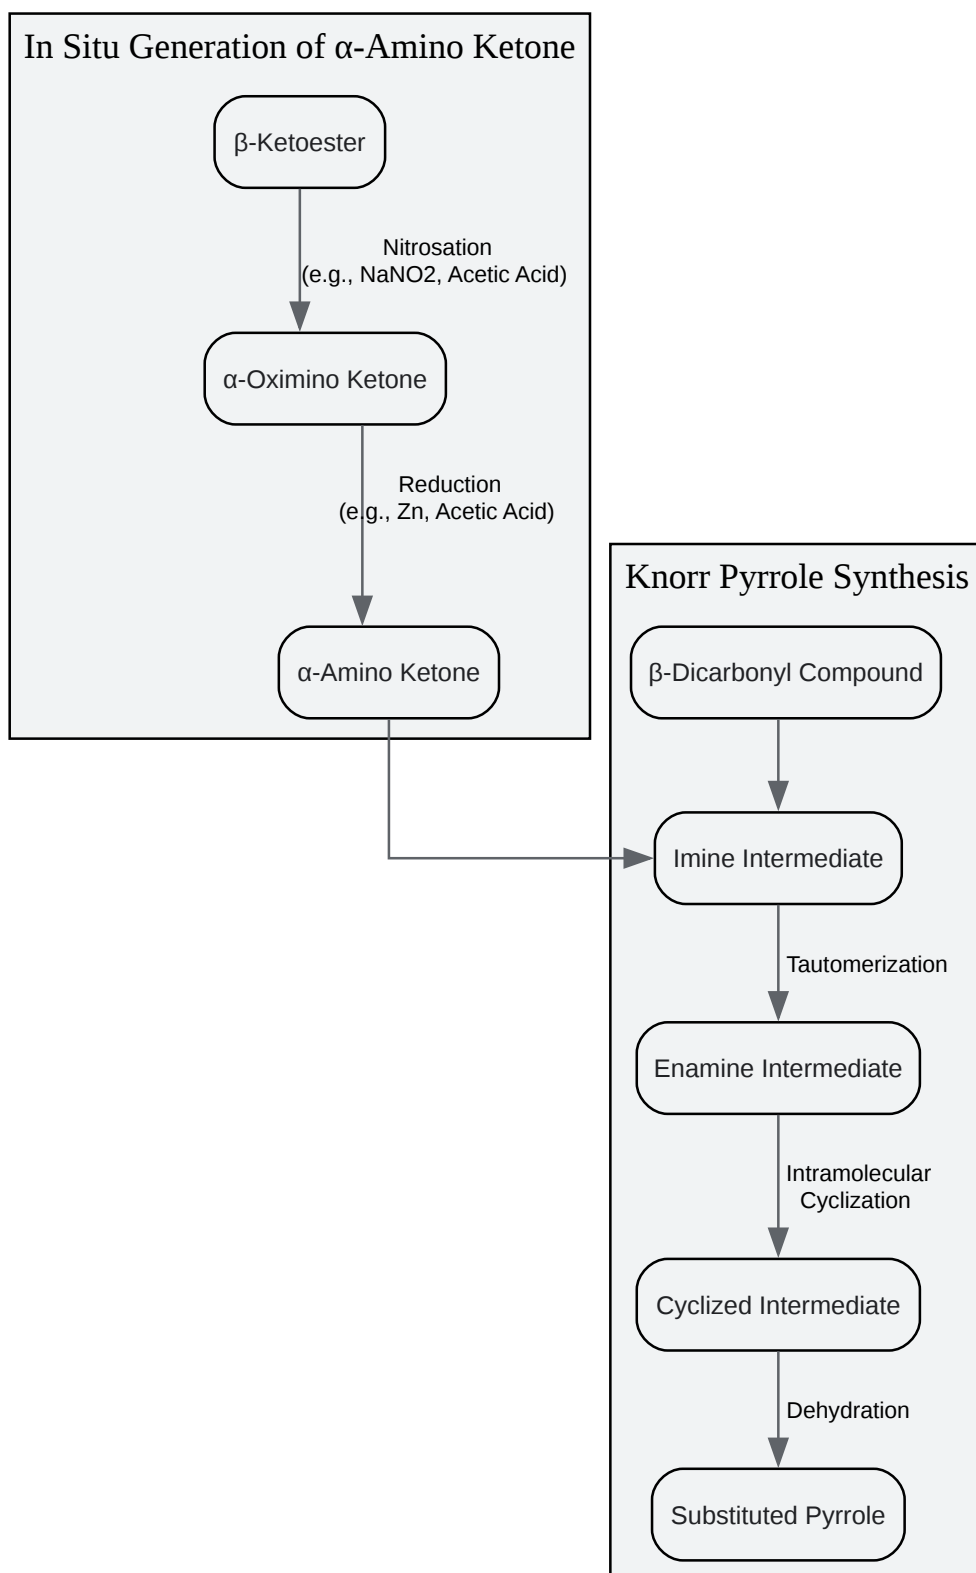 In Situ Generation of α-Amino Ketone
β-Ketoester
Nitrosation
(e.g., NaNO2, Acetic Acid)
α-Oximino Ketone
Reduction
(e.g., Zn, Acetic Acid)
α-Amino Ketone
Knorr Pyrrole Synthesis
β-Dicarbonyl Compound
Imine Intermediate
Tautomerization
Enamine Intermediate
Intramolecular
Cyclization
Cyclized Intermediate
Dehydration
Substituted Pyrrole